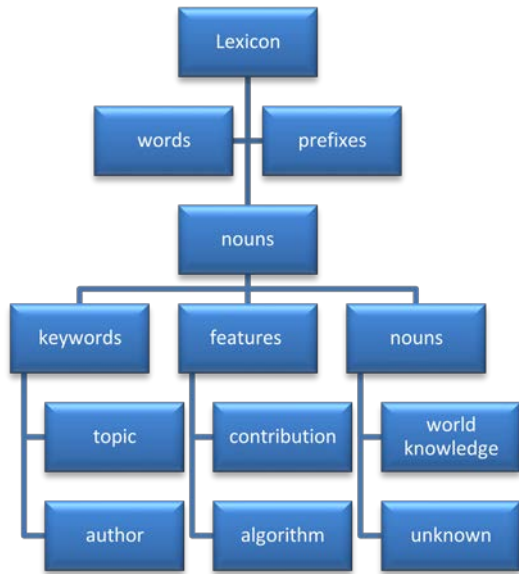 Lexicon
words
prefixes
nouns
keywords
features
nouns
topic
contribution
world
knowledge
author
algorithm
unknown